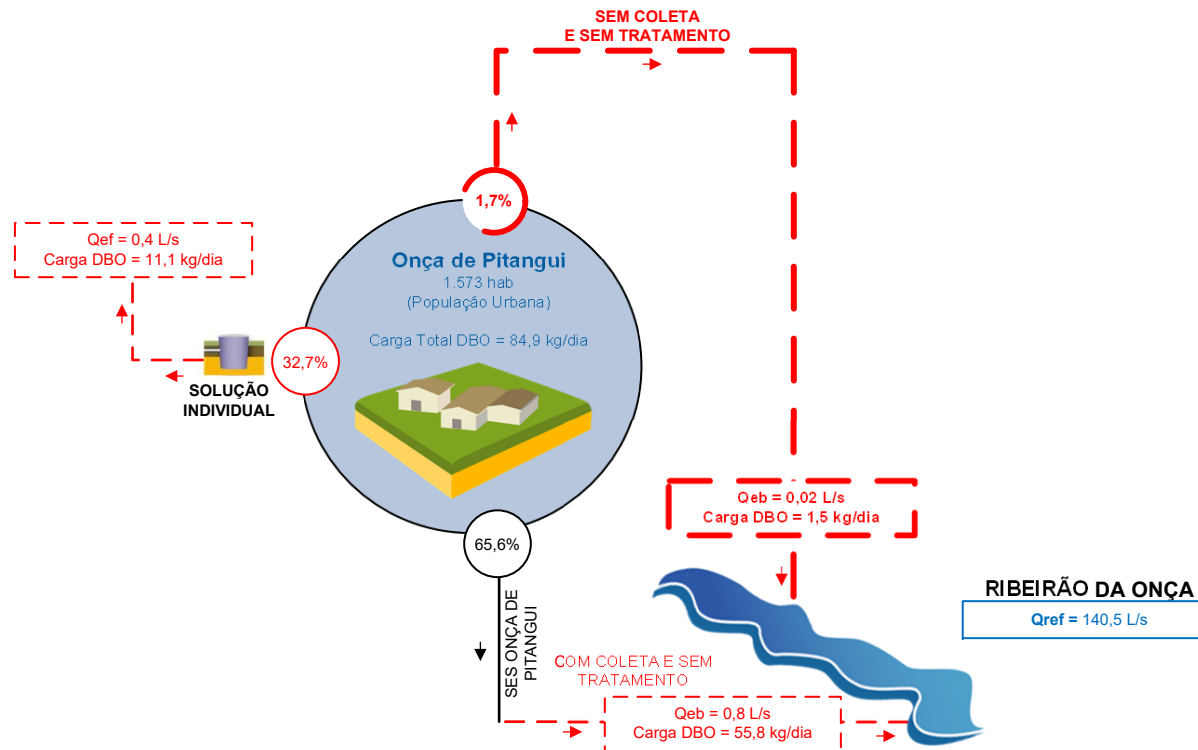 SEM COLETA
E SEM TRATAMENTO
1,7%
Qef = 0,4 L/s
Carga DBO = 11,1 kg/dia
Onça de Pitangui
1.573 hab
(População Urbana)
Carga Total DBO = 84,9 kg/dia
32,7%
SOLUÇÃO
INDIVIDUAL
Qeb = 0,02 L/s
Carga DBO = 1,5 kg/dia
65,6%
RIBEIRÃO DA ONÇA
Qref = 140,5 L/s
SES ONÇA DE
PITANGUI
COM COLETA E SEM
TRATAMENTO
Qeb = 0,8 L/s
Carga DBO = 55,8 kg/dia